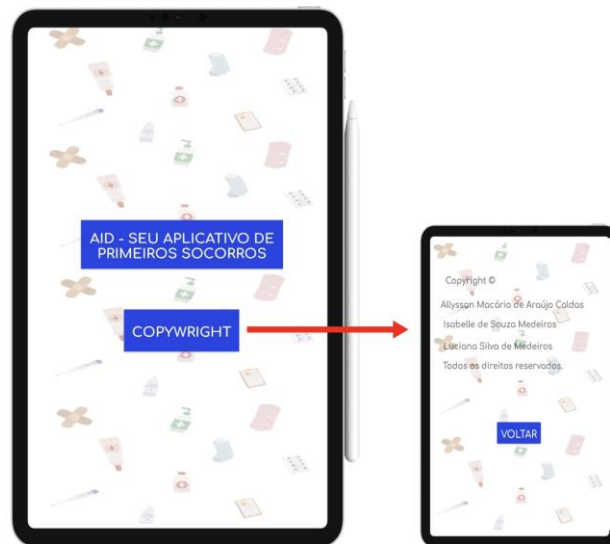 AID - SEU APLICATIVO DE
PRIMEIROS SOCORROS
COPYWRIGHT
Copyright ©
Allysson Macário de Araújo Caldas
Isabelle de Souza Medeiros
Luciana Silva de Medeiros
Todos os direitos reservados.
VOLTAR